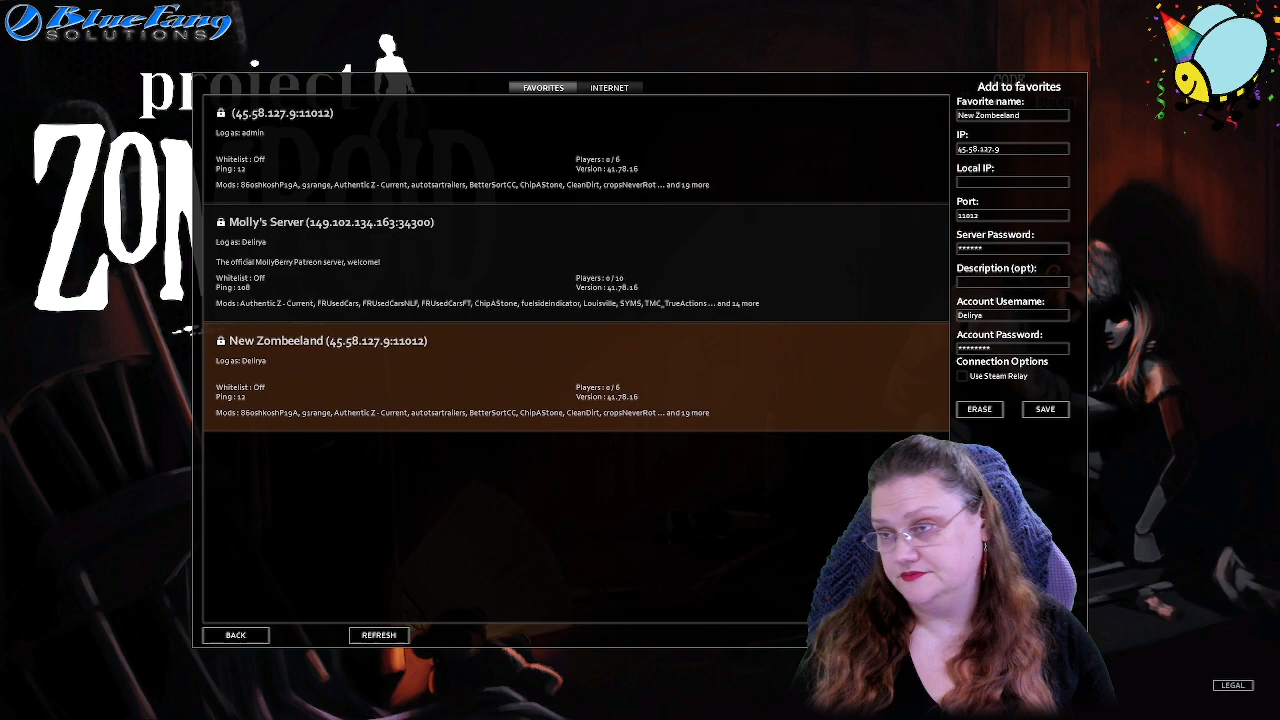 BlueFang
SOLUTIONS
project
ZOMBOID
FAVORITES
INTERNET
(45.58.127.9:11012)
Log as: admin
Whitelist : Off
Players : 0 / 6
Ping : 12
Version : 41.78.16
Mods : 86oshkoshP19A, 91range, Authentic Z - Current, autotsartrailers, BetterSortCC, ChipAStone, CleanDirt, cropsNeverRot ... and 19 more
Molly's Server (149.102.134.163:34300)
Log as: Delirya
The official MollyBerry Patreon server, welcome!
Whitelist : Off
Players : 0 / 10
Ping : 108
Version : 41.78.16
Mods : Authentic Z - Current, FRUsedCars, FRUsedCarsNLF, FRUsedCarsFT, ChipAStone, fuelsideindicator, Louisville, SYMS, TMC_TrueActions ... and 14 more
New Zombeeland (45.58.127.9:11012)
Log as: Delirya
Whitelist : Off
Players : 0 / 6
Ping : 12
Version : 41.78.16
Mods : 86oshkoshP19A, 91range, Authentic Z - Current, autotsartrailers, BetterSortCC, ChipAStone, CleanDirt, cropsNeverRot ... and 19 more
BACK
REFRESH
Add to favorites
Favorite name:
New Zombeeland
IP:
45.58.127.9
Local IP:
Port:
11012
Server Password:
******
Description (opt):
Account Username:
Delirya
Account Password:
********
Connection Options
Use Steam Relay
ERASE
SAVE
LEGAL